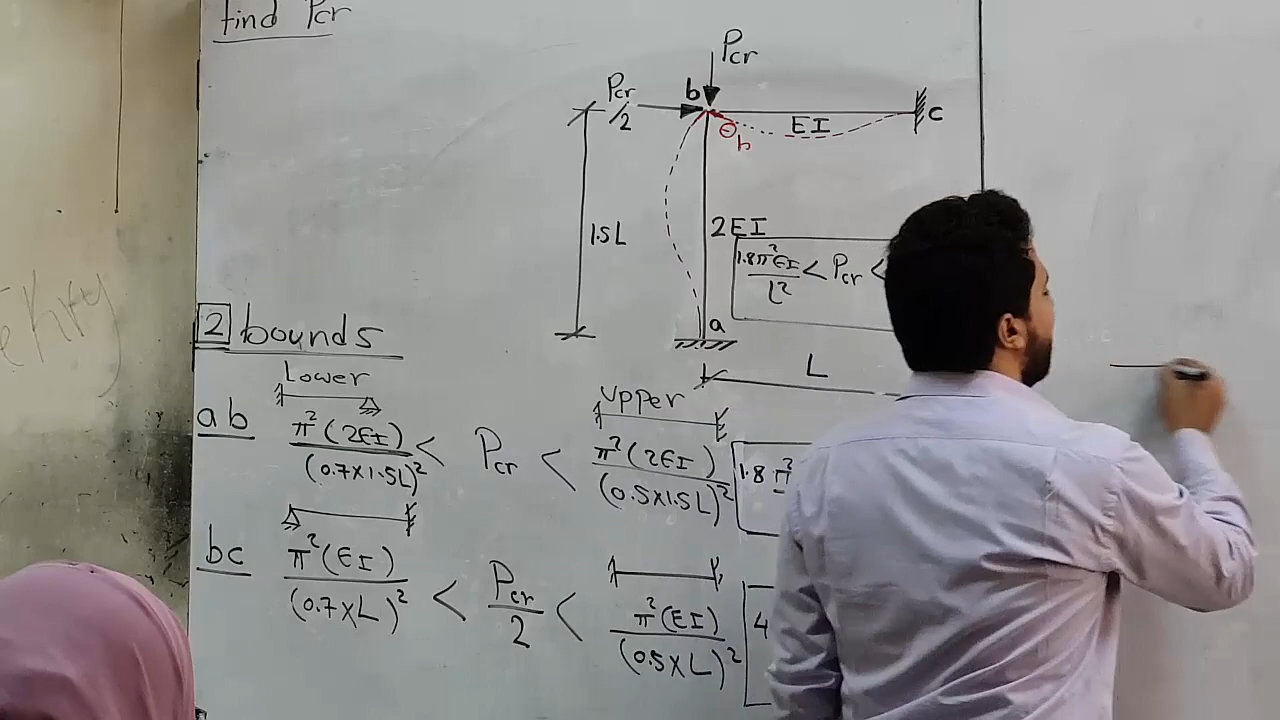 find Pcr
Pcr
Pcr/2
b
c
EI
θb
1.5L
2EI
1.8π²EI/L² < Pcr <
a
L
2 bounds
Lower
Upper
ab π²(2EI)/(0.7×1.5L)² < Pcr < π²(2EI)/(0.5×1.5L)² 1.8 π²
bc π²(EI)/(0.7×L)² < Pcr/2 < π²(EI)/(0.5×L)² 4